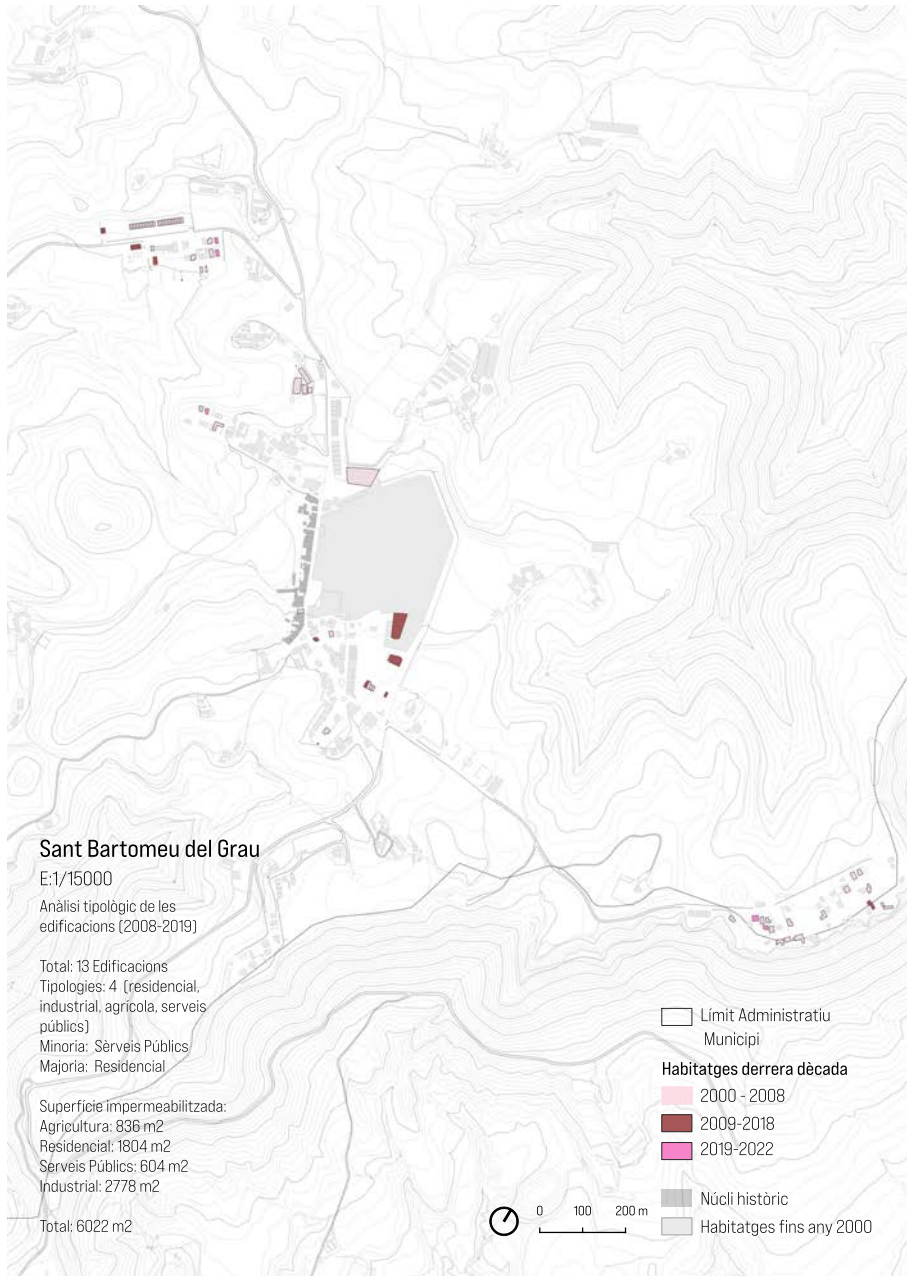 Sant Bartomeu del Grau
E:1/15000
Anàlisi tipològic de les
edificacions (2008-2019)
Total: 13 Edificacions
Tipologies: 4 (residencial,
industrial, agrícola, serveis
públics)
Minoria: Sèrveis Públics
Majoria: Residencial
Superfície impermeabilitzada:
Agricultura: 836 m2
Residencial: 1804 m2
Serveis Públics: 604 m2
Industrial: 2778 m2
Total: 6022 m2
Límit Administratiu
Municipi
Habitatges derrera dècada
2000 - 2008
2009-2018
2019-2022
Núcli històric
Habitatges fins any 2000
0 100 200 m